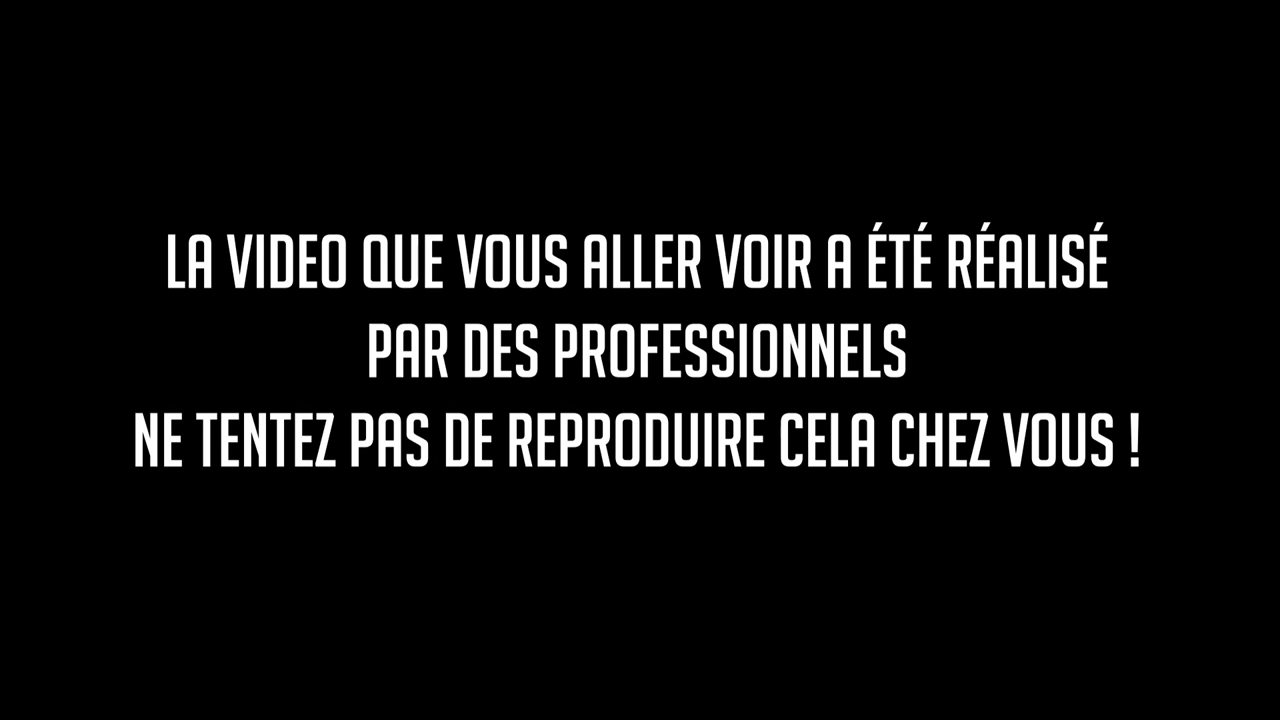 LA VIDEO QUE VOUS ALLER VOIR A ÉTÉ RÉALISÉ
PAR DES PROFESSIONNELS
NE TENTEZ PAS DE REPRODUIRE CELA CHEZ VOUS !